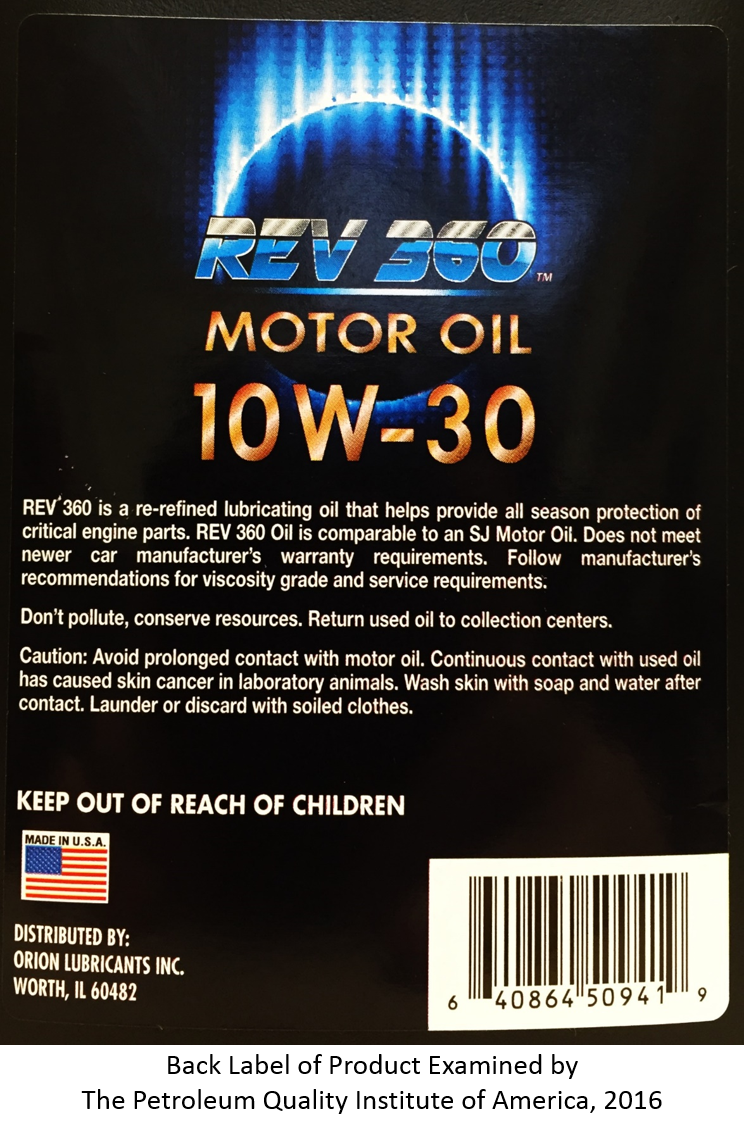 REV 360™
MOTOR OIL
10W-30
REV 360 is a re-refined lubricating oil that helps provide all season protection of
critical engine parts. REV 360 Oil is comparable to an SJ Motor Oil. Does not meet
newer car manufacturer's warranty requirements. Follow manufacturer's
recommendations for viscosity grade and service requirements.
Don't pollute, conserve resources. Return used oil to collection centers.
Caution: Avoid prolonged contact with motor oil. Continuous contact with used oil
has caused skin cancer in laboratory animals. Wash skin with soap and water after
contact. Launder or discard with soiled clothes.
KEEP OUT OF REACH OF CHILDREN
MADE IN U.S.A.
DISTRIBUTED BY:
ORION LUBRICANTS INC.
WORTH, IL 60482
6 40864 50941 9
Back Label of Product Examined by
The Petroleum Quality Institute of America, 2016